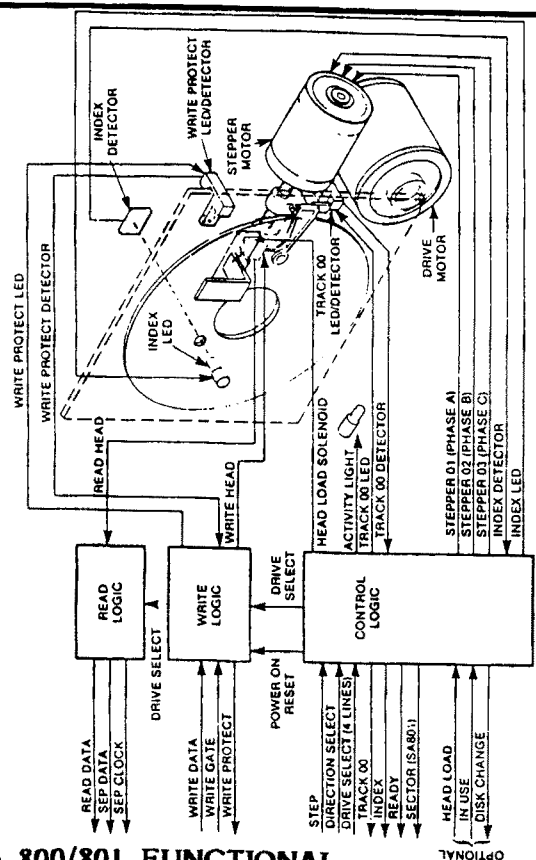 INDEX
DETECTOR
WRITE PROTECT
LED/DETECTOR
STEPPER
MOTOR
WRITE PROTECT LED
WRITE PROTECT DETECTOR
INDEX
LED
TRACK 00
LED/DETECTOR
DRIVE
MOTOR
READ HEAD
WRITE HEAD
HEAD LOAD SOLENOID
ACTIVITY LIGHT
TRACK 00 LED
TRACK 00 DETECTOR
STEPPER 01 (PHASE A)
STEPPER 02 (PHASE B)
STEPPER 03 (PHASE C)
INDEX DETECTOR
INDEX LED
READ
LOGIC
DRIVE SELECT
WRITE
LOGIC
DRIVE
SELECT
POWER ON
RESET
CONTROL
LOGIC
READ DATA
SEP DATA
SEP CLOCK
WRITE DATA
WRITE GATE
WRITE PROTECT
STEP
DIRECTION SELECT
DRIVE SELECT (4 LINES)
TRACK 00
INDEX
READY
SECTOR
HEAD LOAD
IN USE
DISK CHANGE
OPTIONAL
800/801 FUNCTIONAL